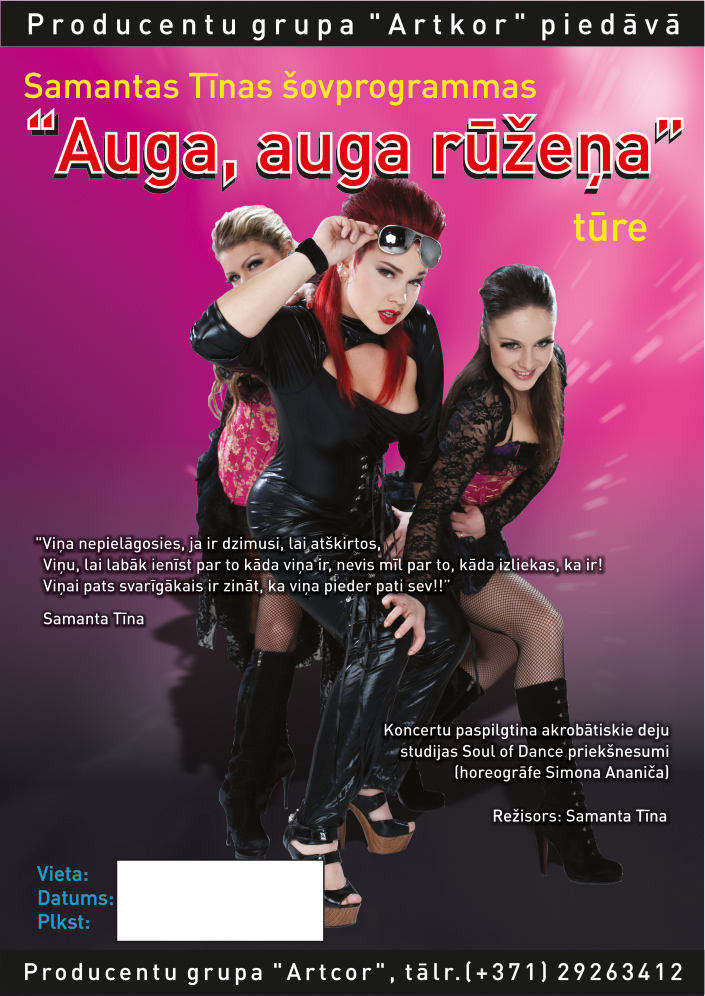 Producentu grupa "Artkor" piedāvā
Samantas Tīnas šovprogrammas
“Auga, auga rūžeņa”
tūre
"Viņa nepielāgosies, ja ir dzimusi, lai atšķirtos,
Viņu, lai labāk ienīst par to kāda viņa ir, nevis mīl par to, kāda izliekas, ka ir!
Viņai pats svarīgākais ir zināt, ka viņa pieder pati sev!!”
Samanta Tīna
Koncertu paspilgtina akrobātiskie deju
studijas Soul of Dance priekšnesumi
(horeogrāfe Simona Ananiča)
Režisors: Samanta Tīna
Vieta:
Datums:
Plkst:
Producentu grupa "Artcor", tālr.(+371) 29263412